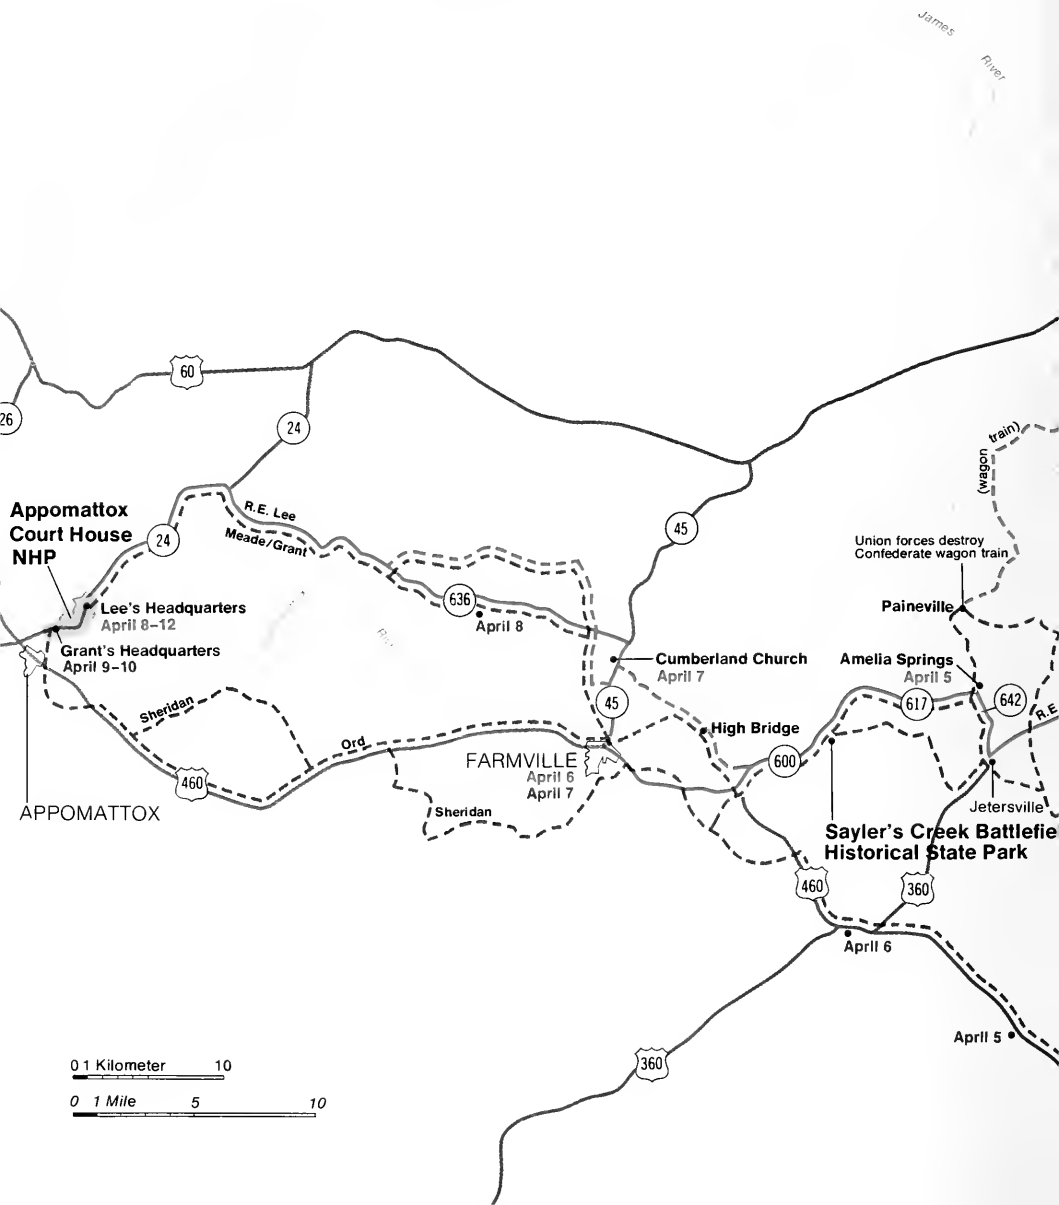 James
River
60
26
24
(wagon train)
Appomattox
Court House
NHP
R.E. Lee
Meade/Grant
24
45
Union forces destroy
Confederate wagon train
636
Paineville
Lee's Headquarters
April 8–12
April 8
Grant's Headquarters
April 9–10
Cumberland Church
April 7
Amelia Springs
April 5
Sheridan
45
617
642
R.E.
High Bridge
Ord
600
FARMVILLE
April 6
April 7
460
Jetersville
APPOMATTOX
Sheridan
Sayler's Creek Battlefie
Historical State Park
460
360
April 6
April 5
360
0 1 Kilometer 10
0 1 Mile 5 10